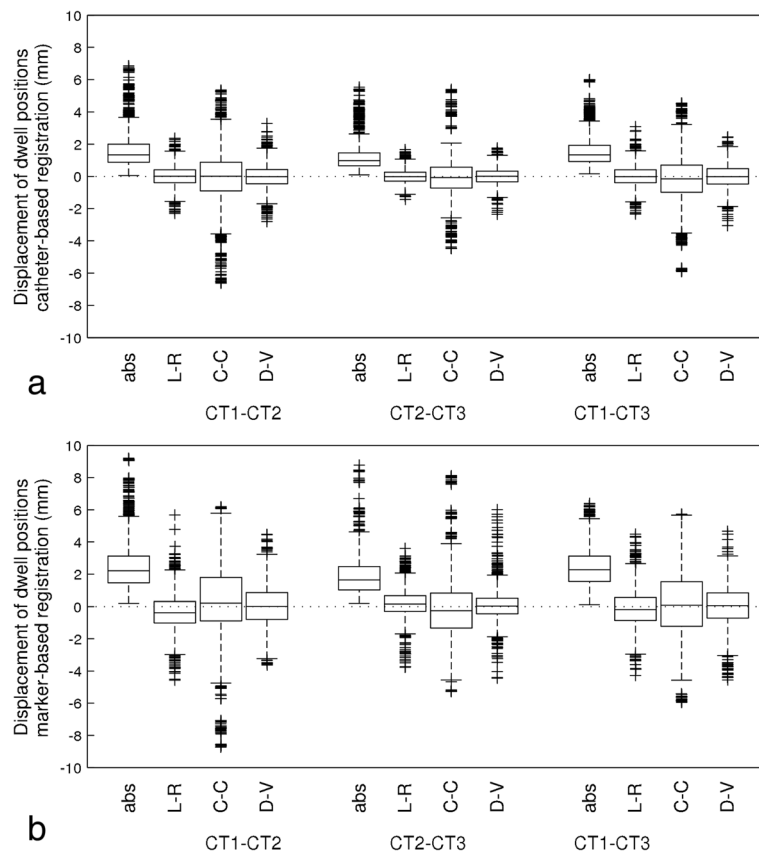 Displacement of dwell positions
catheter-based registration (mm)
10
8
6
4
2
0
-2
-4
-6
-8
-10
abs L-R C-C D-V abs L-R C-C D-V abs L-R C-C D-V
CT1-CT2 CT2-CT3 CT1-CT3
a
Displacement of dwell positions
marker-based registration (mm)
10
8
6
4
2
0
-2
-4
-6
-8
-10
abs L-R C-C D-V abs L-R C-C D-V abs L-R C-C D-V
CT1-CT2 CT2-CT3 CT1-CT3
b